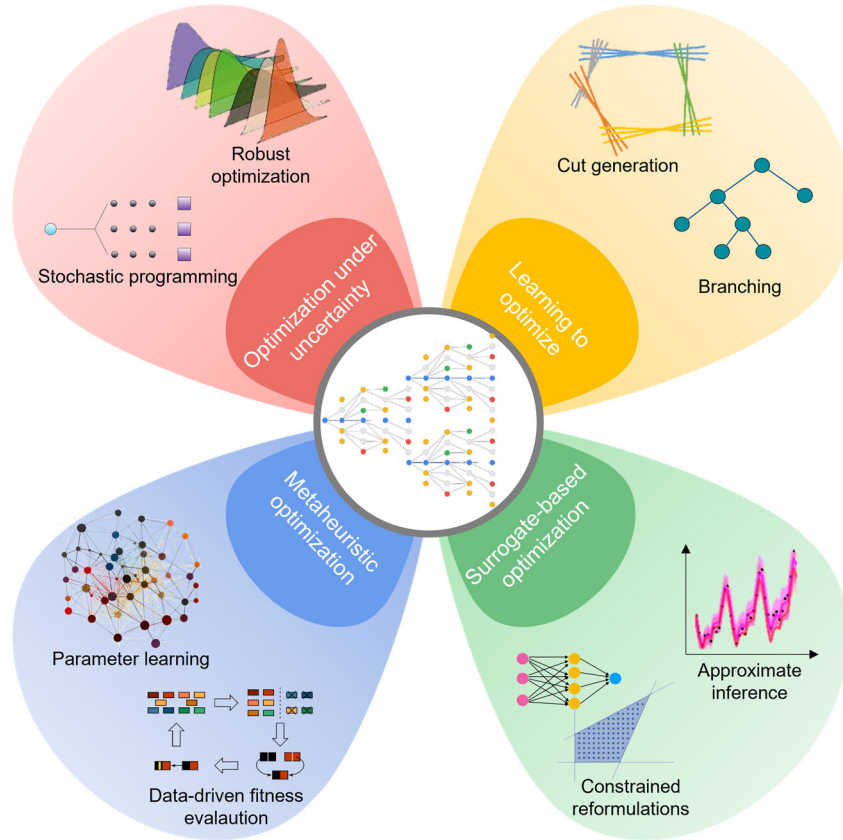 Robust
optimization
Stochastic programming
Optimization under
uncertainty
Cut generation
Branching
Learning to
optimize
Metaheuristic
optimization
Parameter learning
Data-driven fitness
evalaution
Surrogate-based
optimization
Approximate
inference
Constrained
reformulations